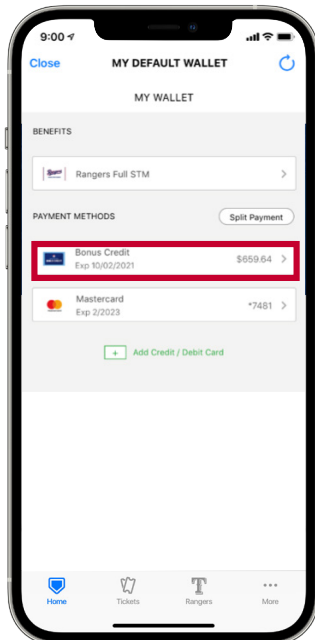 9:00
Close MY DEFAULT WALLET
MY WALLET
BENEFITS
Rangers Full STM
PAYMENT METHODS Split Payment
Bonus Credit
Exp 10/02/2021 $659.64
Mastercard
Exp 2/2023 *7481
+ Add Credit / Debit Card
T
Home Tickets Rangers More